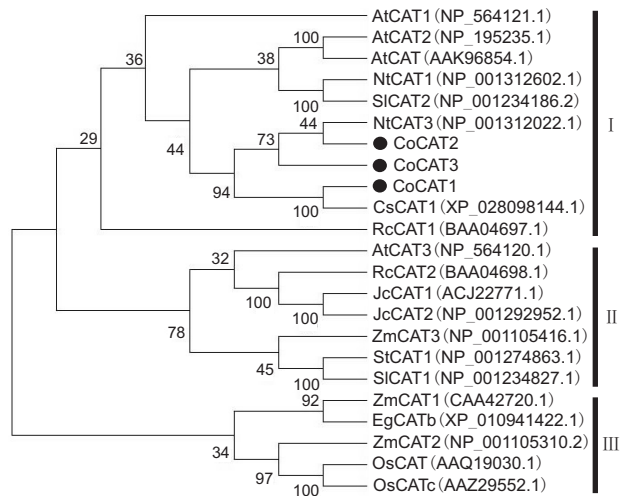 AtCAT1(NP_564121.1)
AtCAT2(NP_195235.1)
AtCAT(AAK96854.1)
NtCAT1(NP_001312602.1)
SlCAT2(NP_001234186.2)
NtCAT3(NP_001312022.1)
CoCAT2
CoCAT3
CoCAT1
CsCAT1(XP_028098144.1)
RcCAT1(BAA04697.1)
AtCAT3(NP_564120.1)
RcCAT2(BAA04698.1)
JcCAT1(ACJ22771.1)
JcCAT2(NP_001292952.1)
ZmCAT3(NP_001105416.1)
StCAT1(NP_001274863.1)
SlCAT1(NP_001234827.1)
ZmCAT1(CAA42720.1)
EgCATb(XP_010941422.1)
ZmCAT2(NP_001105310.2)
OsCAT(AAQ19030.1)
OsCATc(AAZ29552.1)
36
100
38
100
44
44
73
94
100
29
32
100
100
78
45
100
92
34
97
100
I
II
III